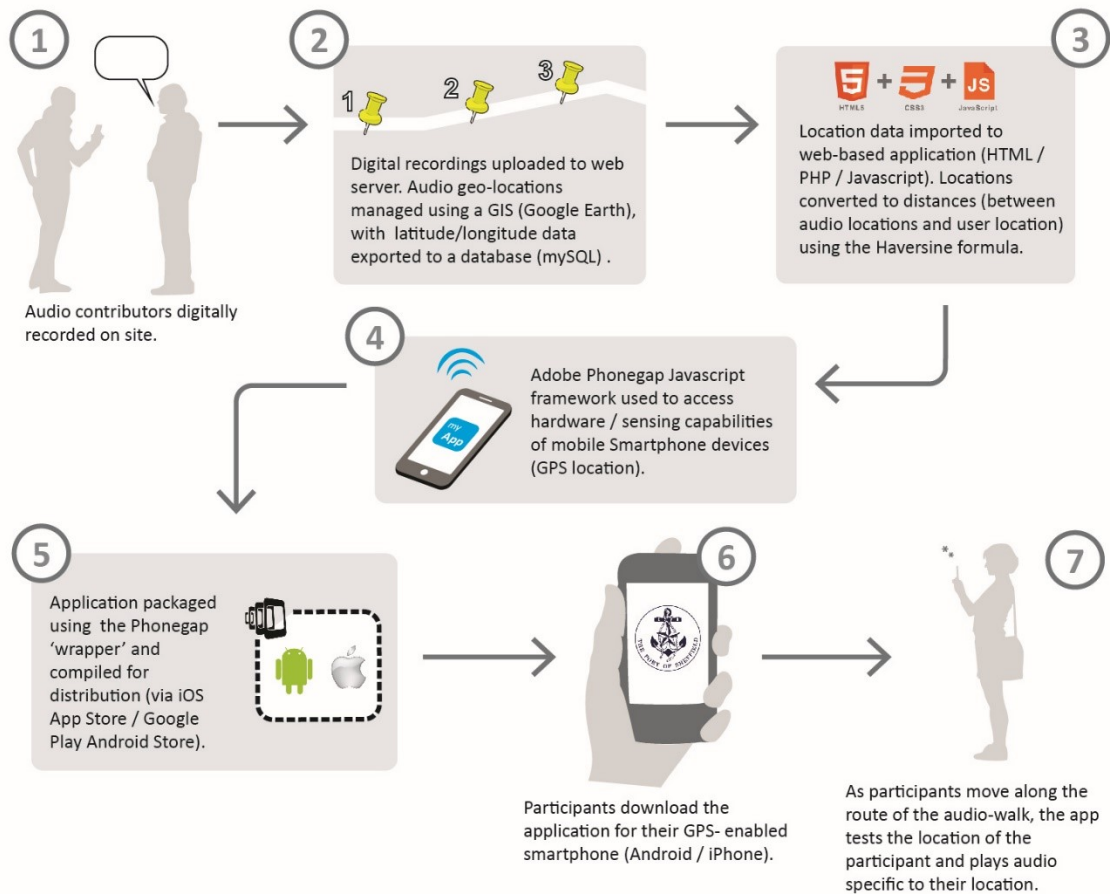 1
Audio contributors digitally
recorded on site.
2
1
2
3
Digital recordings uploaded to web
server. Audio geo-locations
managed using a GIS (Google Earth),
with latitude/longitude data
exported to a database (mySQL) .
3
5 + 3 + JS
HTML5 CSS3 JavaScript
Location data imported to
web-based application (HTML /
PHP / Javascript). Locations
converted to distances (between
audio locations and user location)
using the Haversine formula.
4
my
App
Adobe Phonegap Javascript
framework used to access
hardware / sensing capabilities
of mobile Smartphone devices
(GPS location).
5
Application packaged
using the Phonegap
‘wrapper’ and
compiled for
distribution (via iOS
App Store / Google
Play Android Store).
6
THE PORT OF SHEFFIELD
Participants download the
application for their GPS- enabled
smartphone (Android / iPhone).
7
As participants move along the
route of the audio-walk, the app
tests the location of the
participant and plays audio
specific to their location.